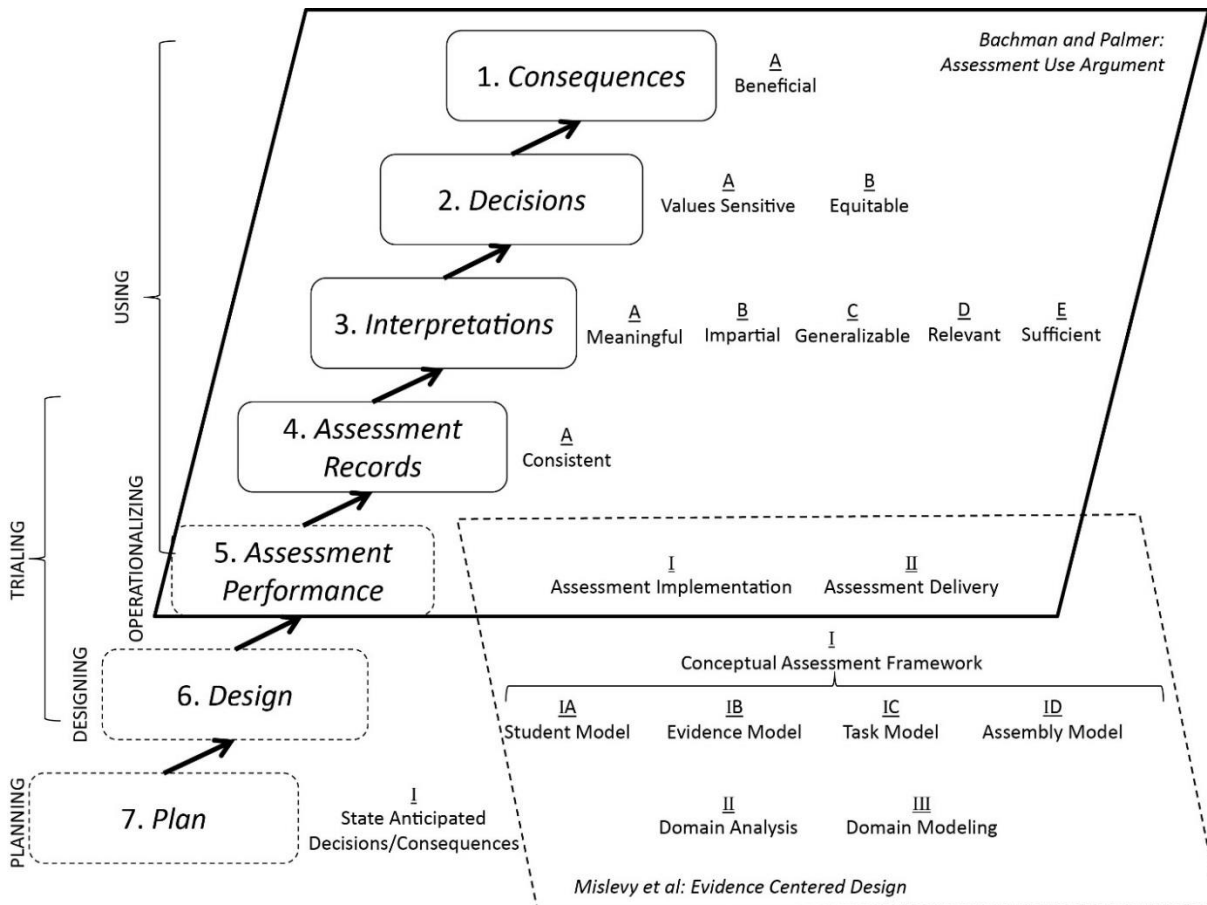 Bachman and Palmer:
Assessment Use Argument
1. Consequences
A
Beneficial
2. Decisions
A
Values Sensitive
B
Equitable
USING
3. Interpretations
A
Meaningful
B
Impartial
C
Generalizable
D
Relevant
E
Sufficient
4. Assessment
Records
A
Consistent
TRIALING
OPERATIONALIZING
5. Assessment
Performance
I
Assessment Implementation
II
Assessment Delivery
DESIGNING
6. Design
I
Conceptual Assessment Framework
IA
Student Model
IB
Evidence Model
IC
Task Model
ID
Assembly Model
PLANNING
7. Plan
I
State Anticipated
Decisions/Consequences
II
Domain Analysis
III
Domain Modeling
Mislevy et al: Evidence Centered Design